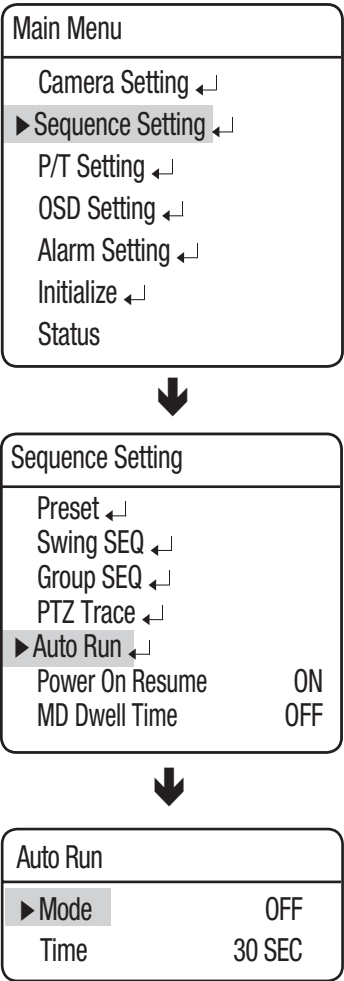 Main Menu
Camera Setting ↵
▶Sequence Setting ↵
P/T Setting ↵
OSD Setting ↵
Alarm Setting ↵
Initialize ↵
Status
Sequence Setting
Preset ↵
Swing SEQ ↵
Group SEQ ↵
PTZ Trace ↵
▶Auto Run ↵
Power On Resume ON
MD Dwell Time OFF
Auto Run
▶Mode OFF
Time 30 SEC